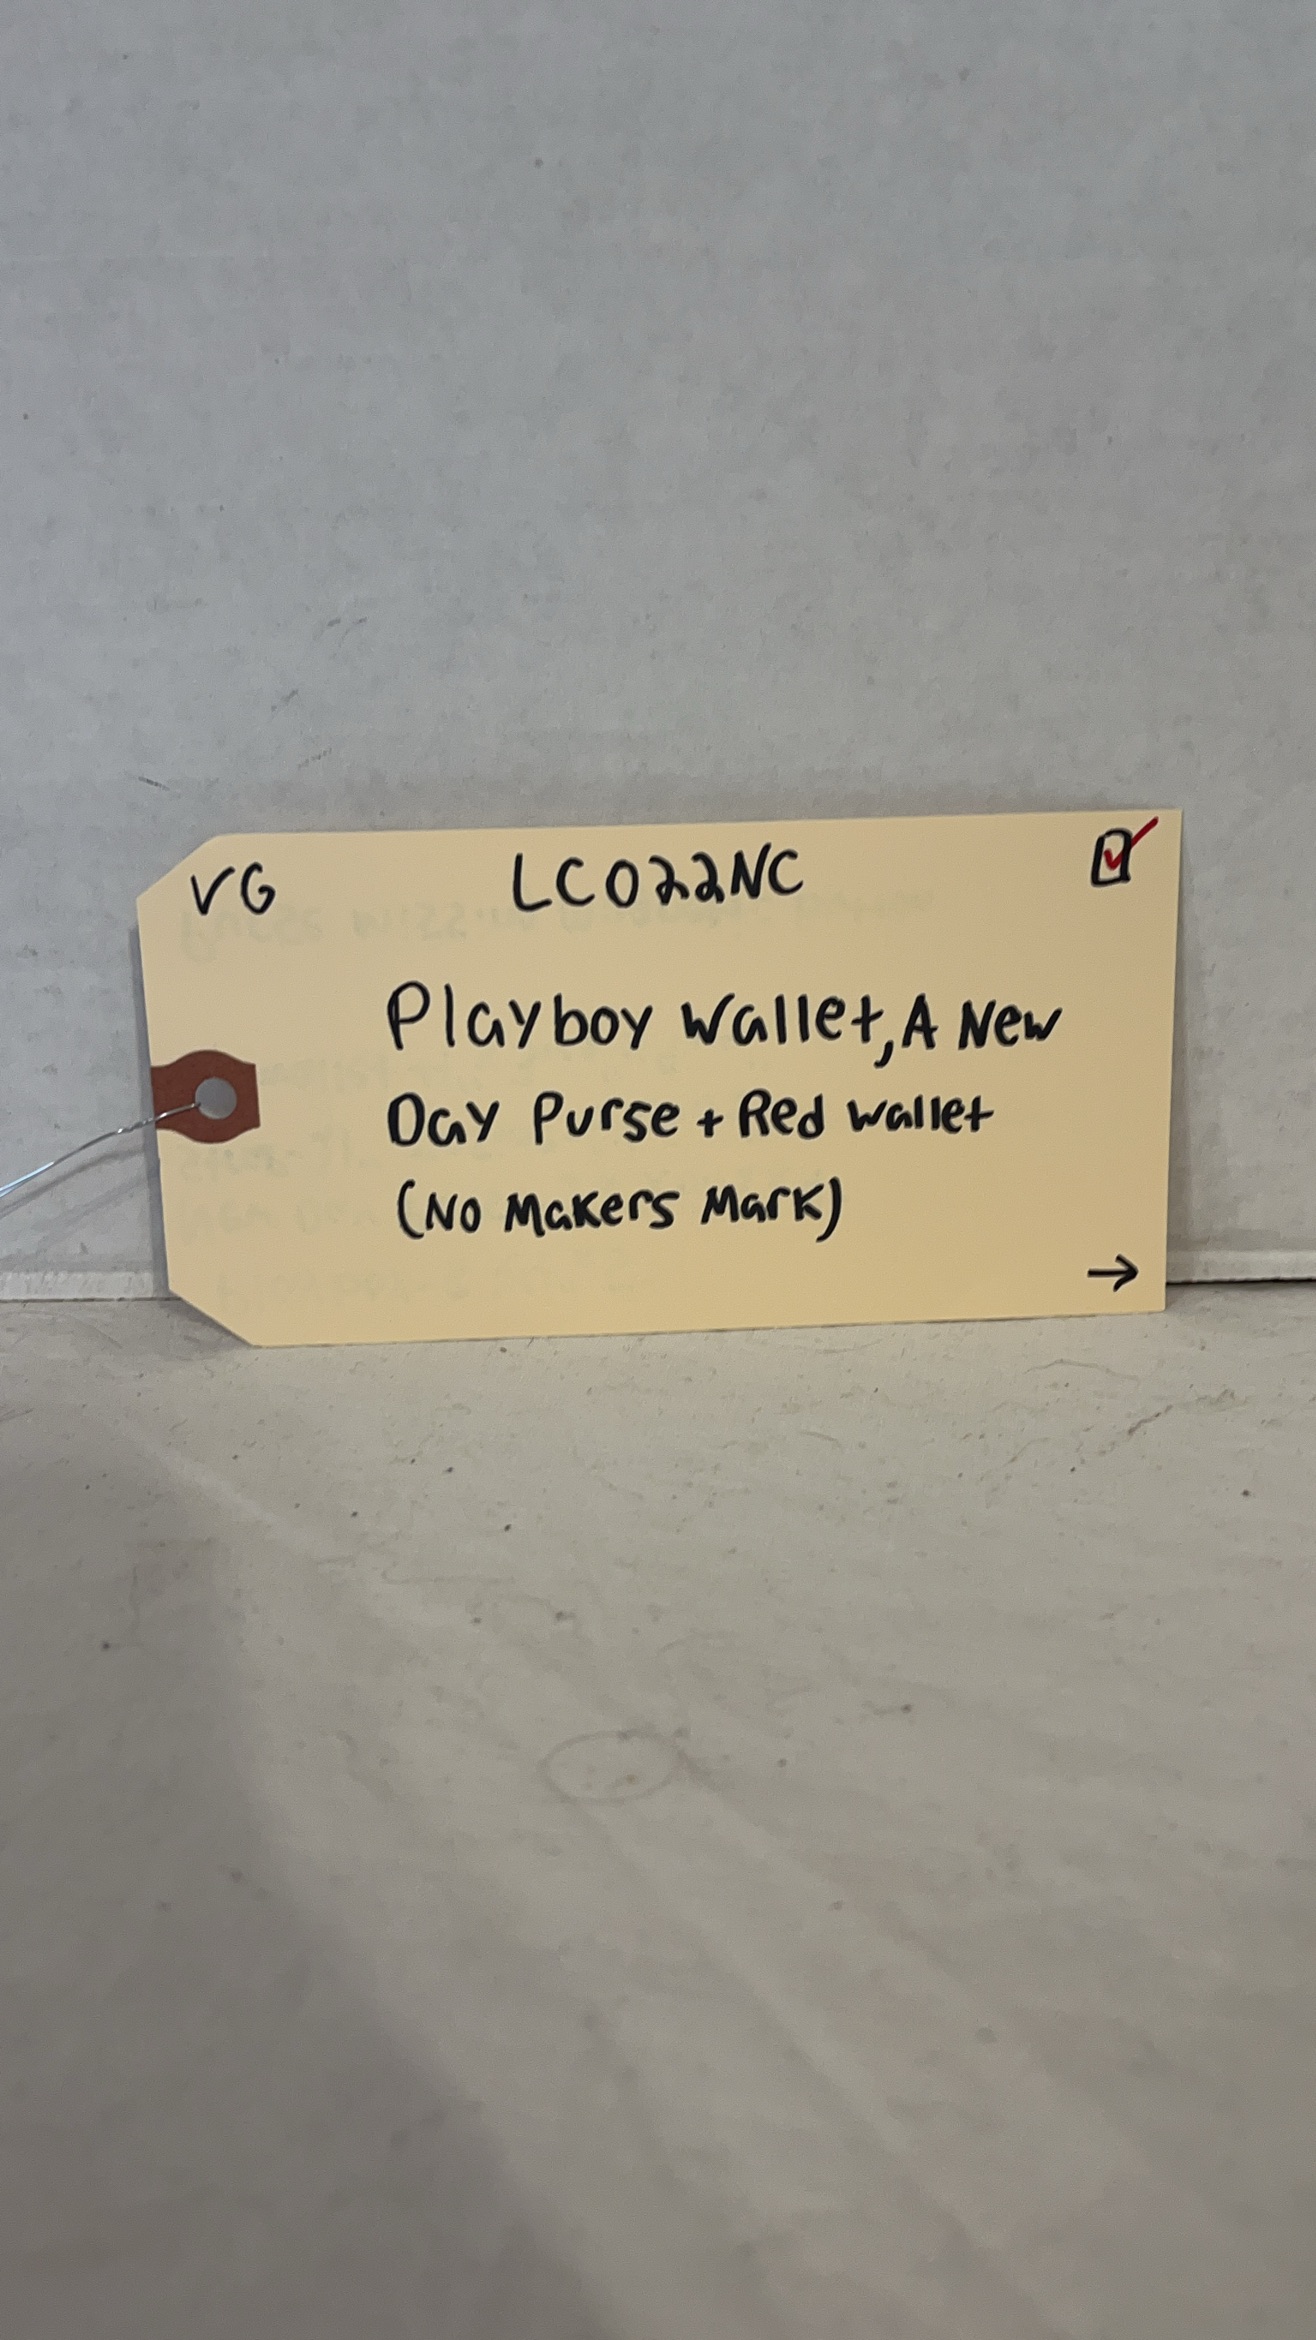 VG LC022NC
Playboy Wallet, A New
Day Purse + Red Wallet
(No Makers Mark)
→